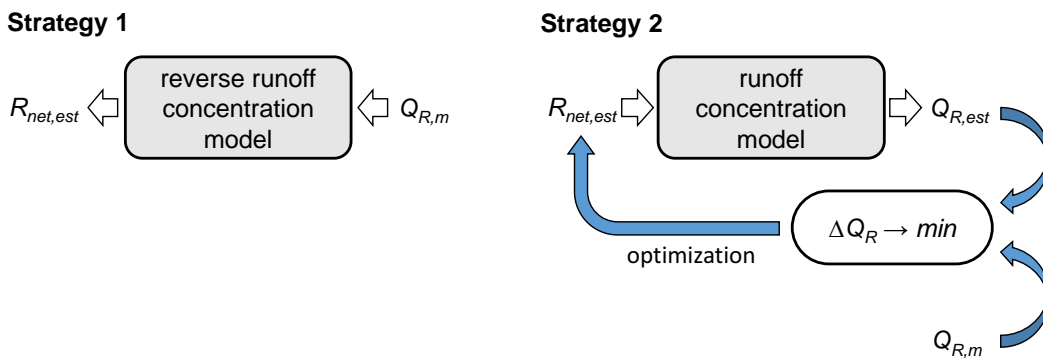 Strategy 1
reverse runoff
concentration
model
R_net,est
Q_R,m
Strategy 2
R_net,est
runoff
concentration
model
Q_R,est
ΔQ_R → min
optimization
Q_R,m